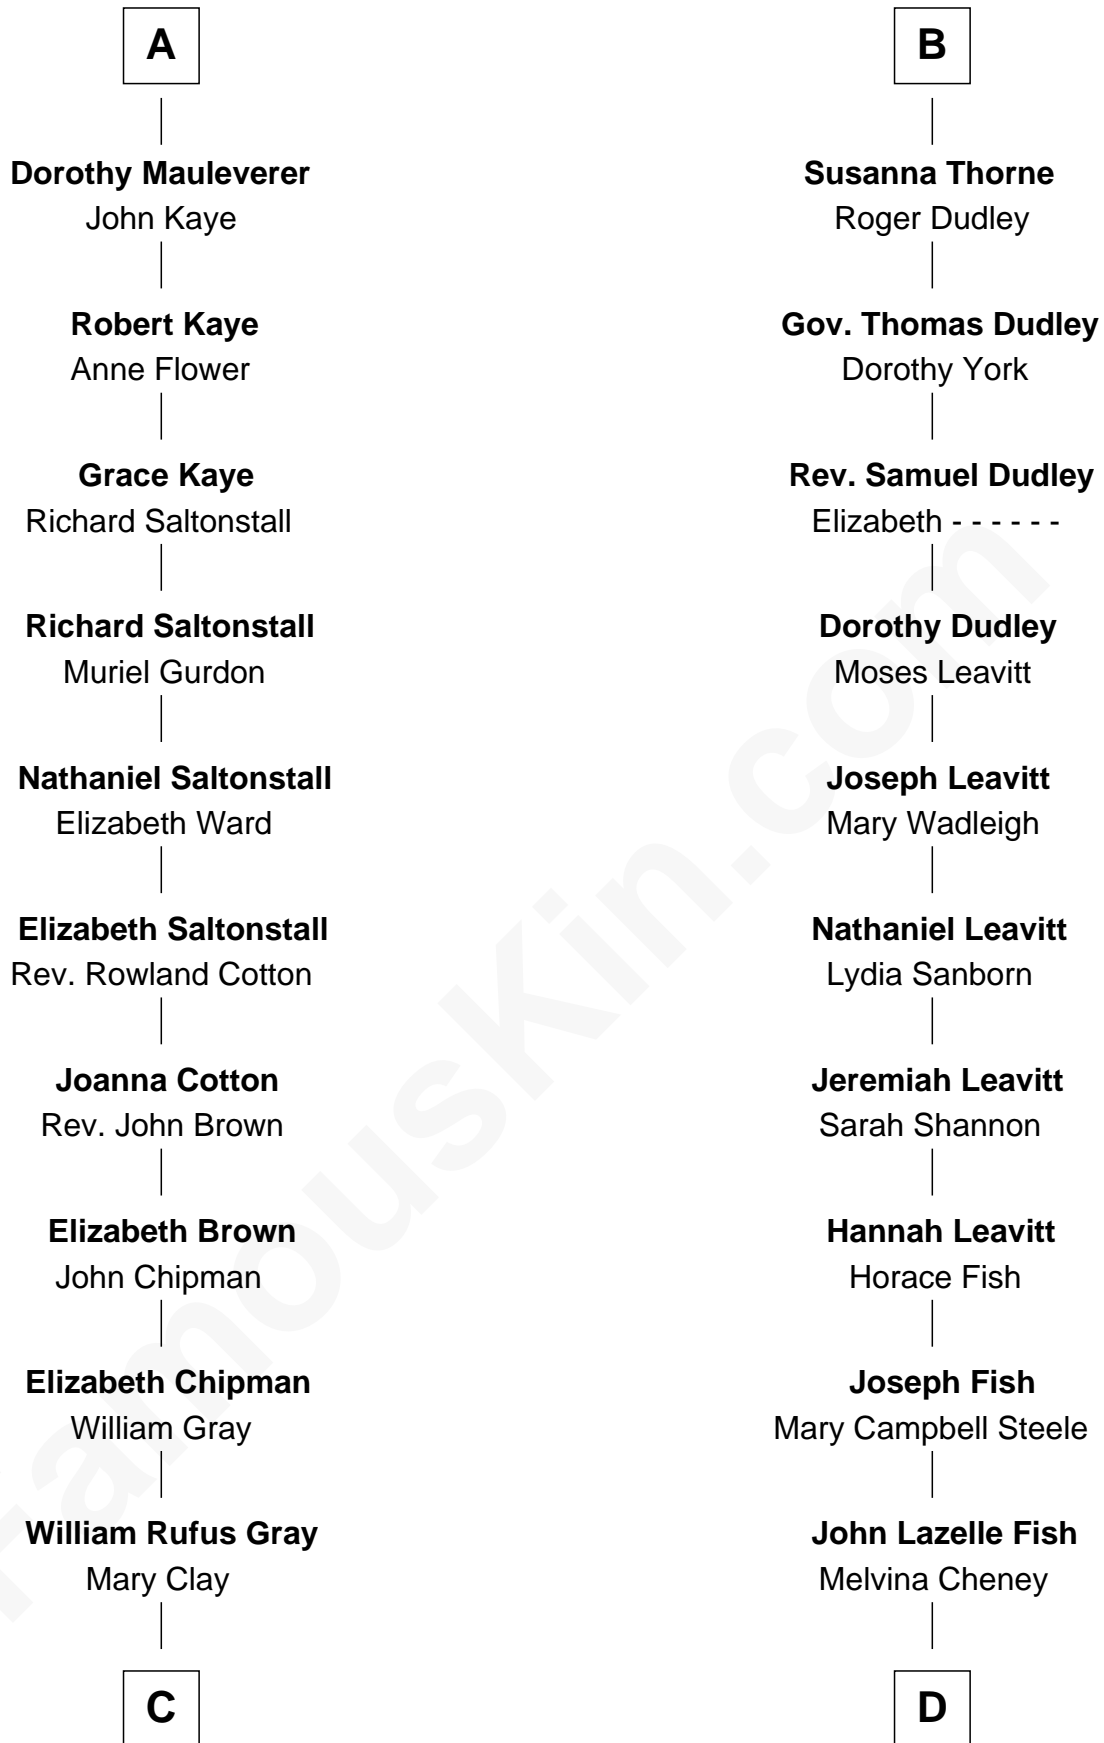 A
Dorothy Mauleverer
John Kaye
Robert Kaye
Anne Flower
Grace Kaye
Richard Saltonstall
Richard Saltonstall
Muriel Gurdon
Nathaniel Saltonstall
Elizabeth Ward
Elizabeth Saltonstall
Rev. Rowland Cotton
Joanna Cotton
Rev. John Brown
Elizabeth Brown
John Chipman
Elizabeth Chipman
William Gray
William Rufus Gray
Mary Clay
C
B
Susanna Thorne
Roger Dudley
Gov. Thomas Dudley
Dorothy York
Rev. Samuel Dudley
Elizabeth - - - - - -
Dorothy Dudley
Moses Leavitt
Joseph Leavitt
Mary Wadleigh
Nathaniel Leavitt
Lydia Sanborn
Jeremiah Leavitt
Sarah Shannon
Hannah Leavitt
Horace Fish
Joseph Fish
Mary Campbell Steele
John Lazelle Fish
Melvina Cheney
D
FamousKin.com